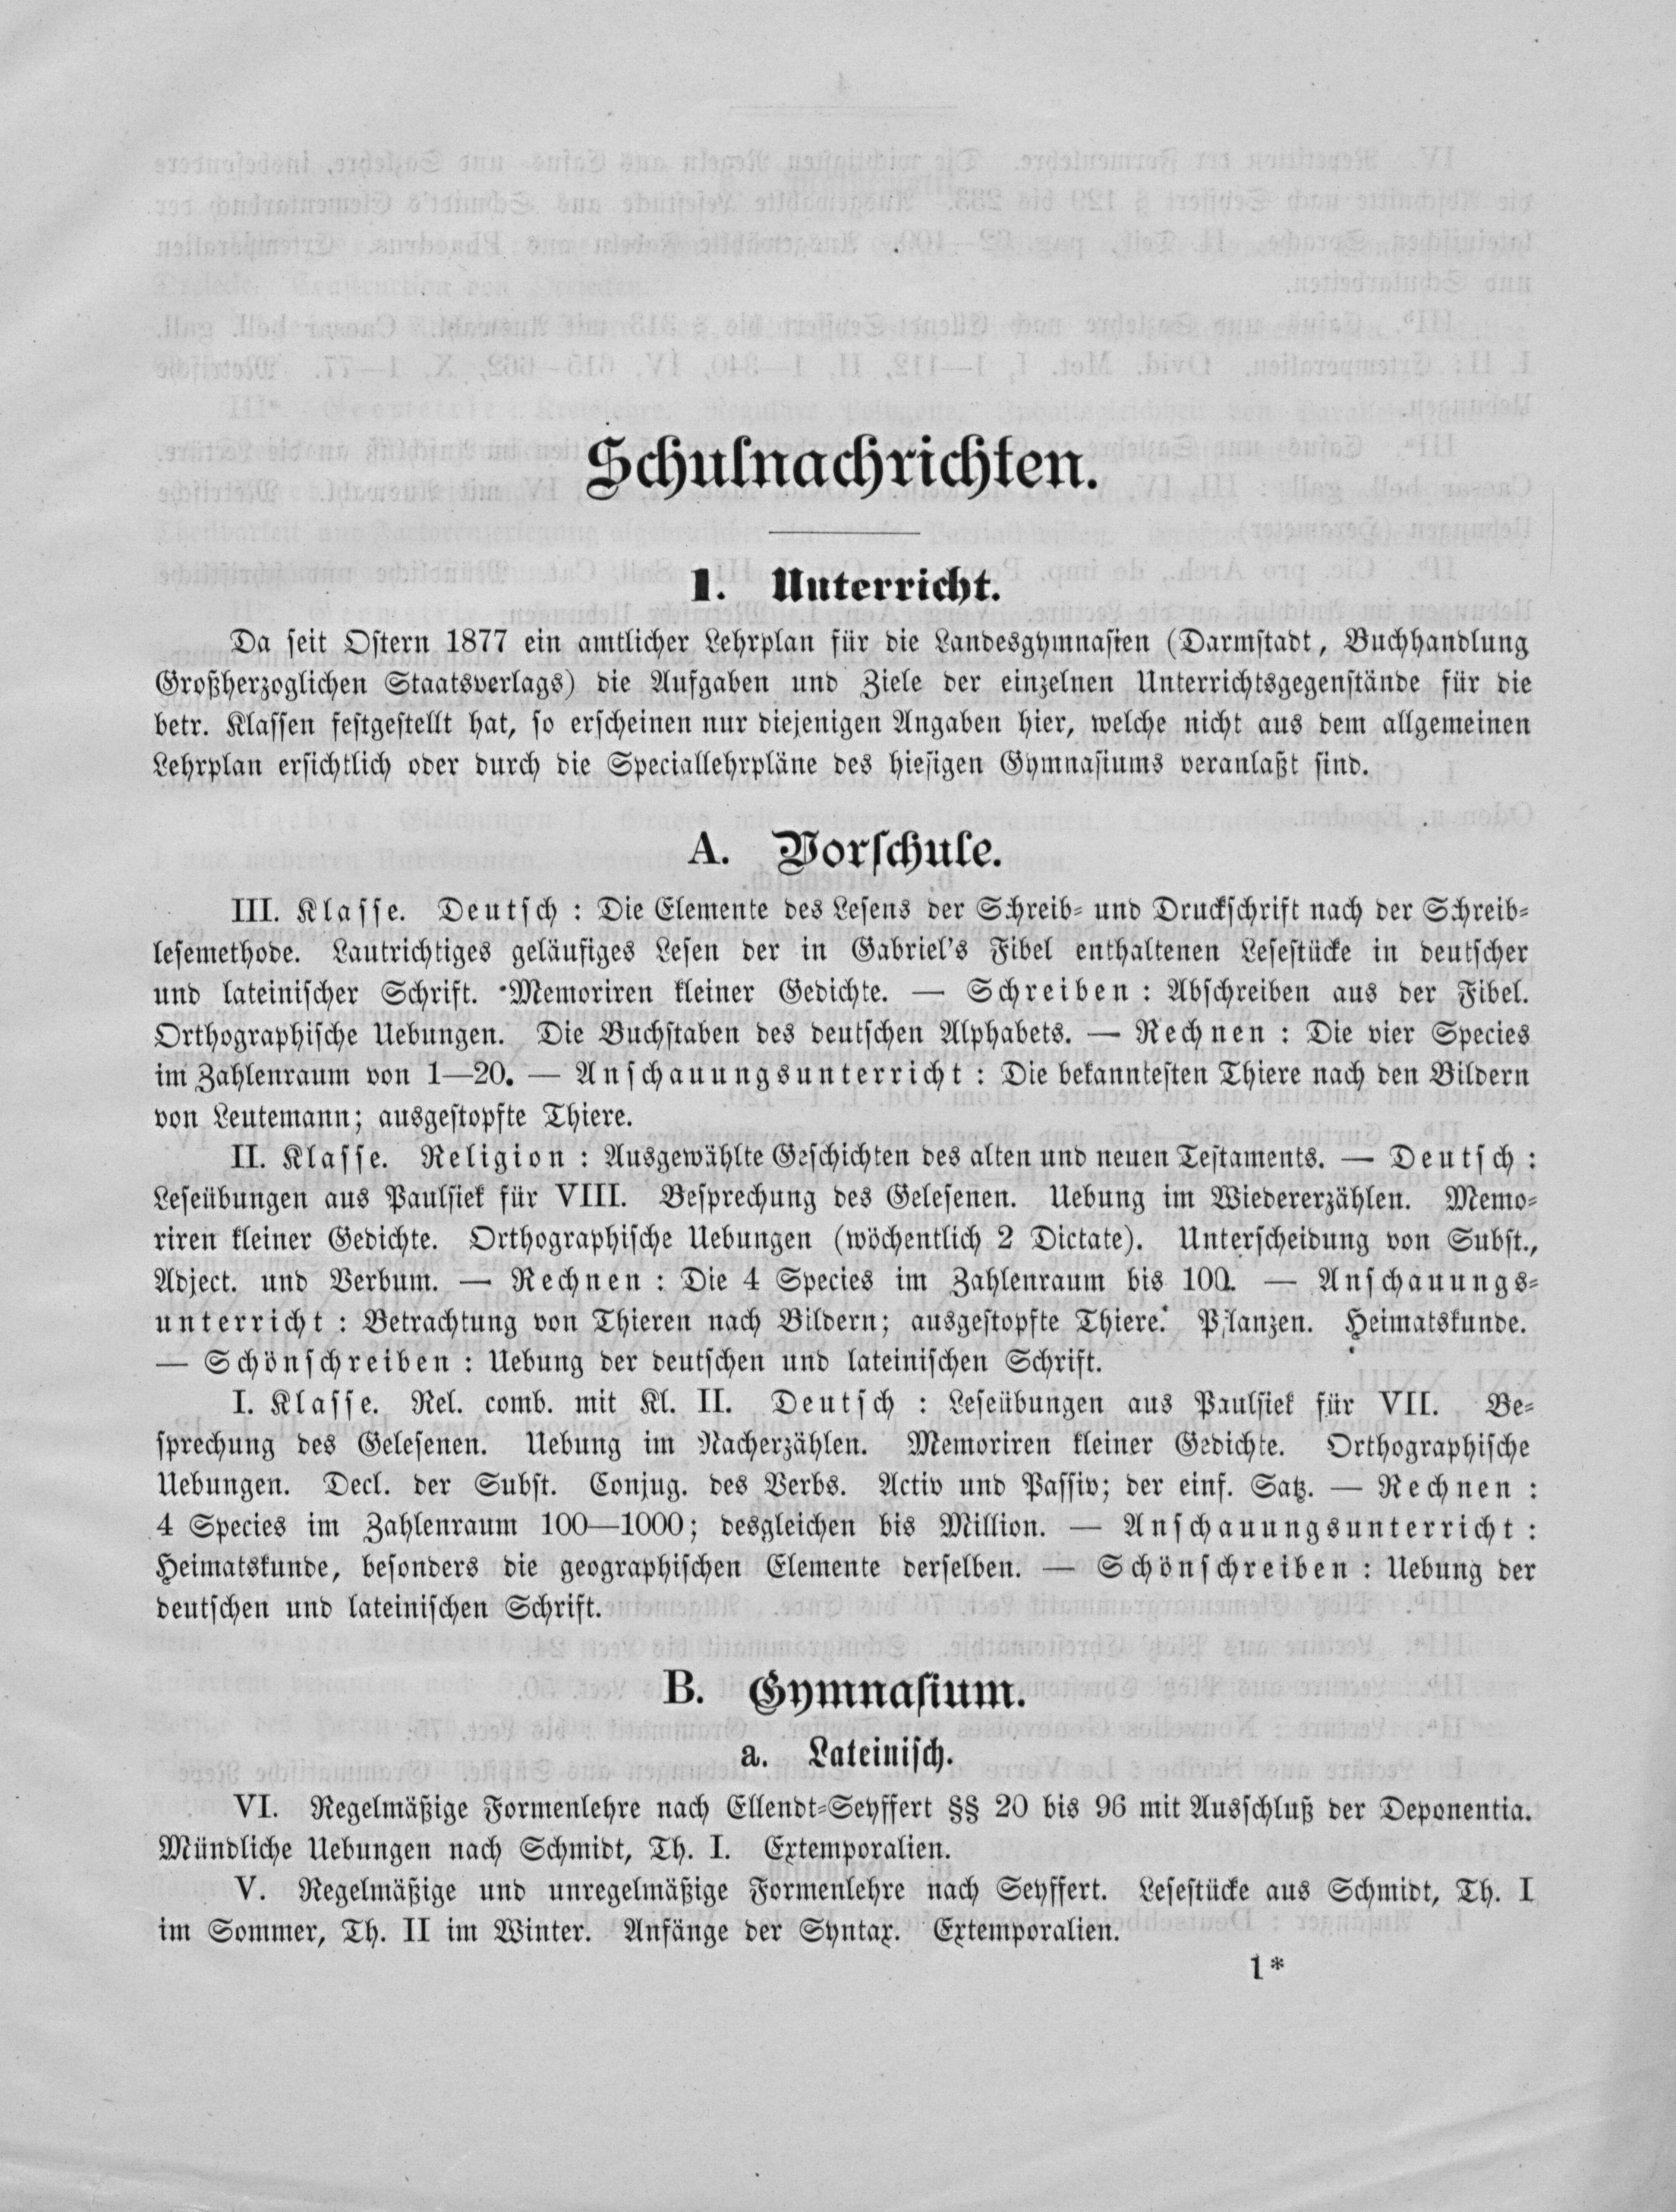 Schulnachrichten.
I. Unterricht.
Da seit Ostern 1877 ein amtlicher Lehrplan für die Landesgymnasien (Darmstadt, Buchhandlung
Großherzoglichen Staatsverlags) die Aufgaben und Ziele der einzelnen Unterrichtsgegenstände für die
betr. Klassen festgestellt hat, so erscheinen nur diejenigen Angaben hier, welche nicht aus dem allgemeinen
Lehrplan ersichtlich oder durch die Speciallehrpläne des hiesigen Gymnasiums veranlaßt sind.
A. Vorschule.
III. Klasse. Deutsch : Die Elemente des Lesens der Schreib- und Druckschrift nach der Schreib-
lesemethode. Lautrichtiges geläufiges Lesen der in Gabriel's Fibel enthaltenen Lesestücke in deutscher
und lateinischer Schrift. Memoriren kleiner Gedichte. — Schreiben : Abschreiben aus der Fibel.
Orthographische Uebungen. Die Buchstaben des deutschen Alphabets. — Rechnen : Die vier Species
im Zahlenraum von 1—20. — Anschauungsunterricht : Die bekanntesten Thiere nach den Bildern
von Leutemann; ausgestopfte Thiere.
II. Klasse. Religion : Ausgewählte Geschichten des alten und neuen Testaments. — Deutsch :
Leseübungen aus Paulsiek für VIII. Besprechung des Gelesenen. Uebung im Wiedererzählen. Memo-
riren kleiner Gedichte. Orthographische Uebungen (wöchentlich 2 Dictate). Unterscheidung von Subst.,
Adject. und Verbum. — Rechnen : Die 4 Species im Zahlenraum bis 100. — Anschauungs-
unterricht : Betrachtung von Thieren nach Bildern; ausgestopfte Thiere. Pflanzen. Heimatskunde.
— Schönschreiben : Uebung der deutschen und lateinischen Schrift.
I. Klasse. Rel. comb. mit Kl. II. Deutsch : Leseübungen aus Paulsiek für VII. Be-
sprechung des Gelesenen. Uebung im Nacherzählen. Memoriren kleiner Gedichte. Orthographische
Uebungen. Decl. der Subst. Conjug. des Verbs. Activ und Passiv; der einf. Satz. — Rechnen :
4 Species im Zahlenraum 100—1000; desgleichen bis Million. — Anschauungsunterricht :
Heimatskunde, besonders die geographischen Elemente derselben. — Schönschreiben : Uebung der
deutschen und lateinischen Schrift.
B. Gymnasium.
a. Lateinisch.
VI. Regelmäßige Formenlehre nach Ellendt-Seyffert §§ 20 bis 96 mit Ausschluß der Deponentia.
Mündliche Uebungen nach Schmidt, Th. I. Extemporalien.
V. Regelmäßige und unregelmäßige Formenlehre nach Seyffert. Lesestücke aus Schmidt, Th. I
im Sommer, Th. II im Winter. Anfänge der Syntax. Extemporalien.
1*